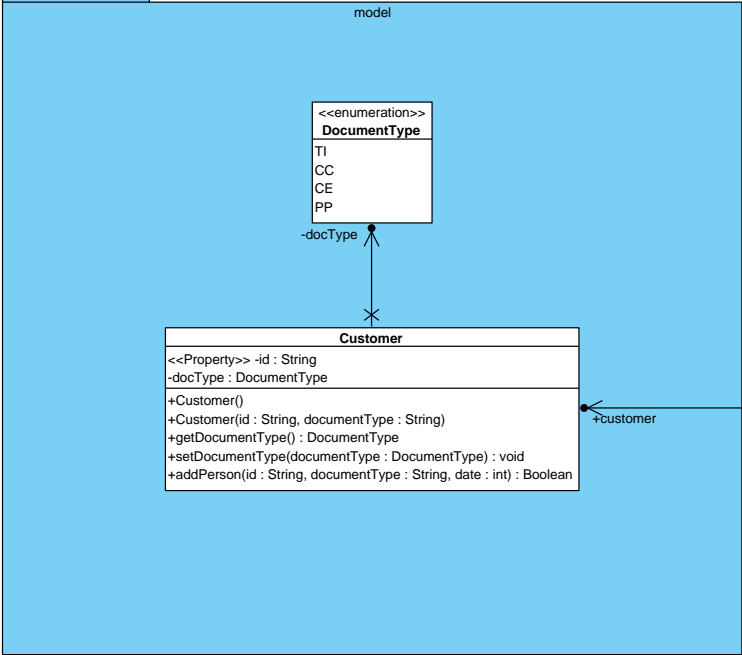 model
<<enumeration>>
DocumentType
TI
CC
CE
PP
-docType
Customer
<<Property>> -id : String
-docType : DocumentType
+Customer()
+Customer(id : String, documentType : String)
+getDocumentType() : DocumentType
+setDocumentType(documentType : DocumentType) : void
+addPerson(id : String, documentType : String, date : int) : Boolean
+customer